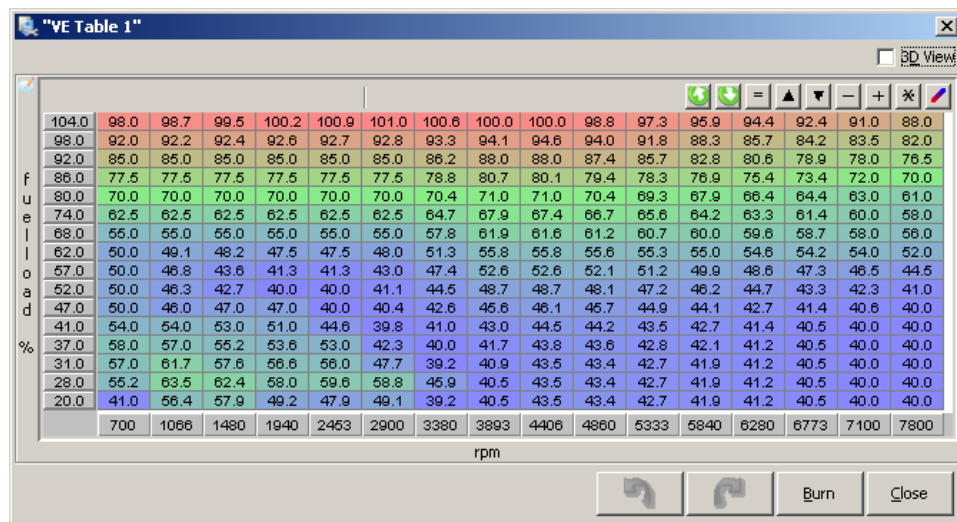 "VE Table 1"
3D View
= - + *
104.0 98.0 98.7 99.5 100.2 100.9 101.0 100.6 100.0 100.0 98.8 97.3 95.9 94.4 92.4 91.0 88.0
98.0 92.0 92.2 92.4 92.6 92.7 92.8 93.3 94.1 94.6 94.0 91.8 88.3 85.7 84.2 83.5 82.0
92.0 85.0 85.0 85.0 85.0 85.0 85.0 86.2 88.0 88.0 87.4 85.7 82.8 80.6 78.9 78.0 76.5
86.0 77.5 77.5 77.5 77.5 77.5 77.5 78.8 80.7 80.1 79.4 78.3 76.9 75.4 73.4 72.0 70.0
80.0 70.0 70.0 70.0 70.0 70.0 70.0 70.4 71.0 71.0 70.4 69.3 67.9 66.4 64.4 63.0 61.0
74.0 62.5 62.5 62.5 62.5 62.5 62.5 64.7 67.9 67.4 66.7 65.6 64.2 63.3 61.4 60.0 58.0
68.0 55.0 55.0 55.0 55.0 55.0 55.0 57.8 61.9 61.6 61.2 60.7 60.0 59.6 58.7 58.0 56.0
62.0 50.0 49.1 48.2 47.5 47.5 48.0 51.3 55.8 55.8 55.6 55.3 55.0 54.6 54.2 54.0 52.0
57.0 50.0 46.8 43.6 41.3 41.3 43.0 47.4 52.6 52.6 52.1 51.2 49.9 48.6 47.3 46.5 44.5
52.0 50.0 46.3 42.7 40.0 40.0 41.1 44.5 48.7 48.7 48.1 47.2 46.2 44.7 43.3 42.3 41.0
47.0 50.0 46.0 47.0 47.0 40.0 40.4 42.6 45.6 46.1 45.7 44.9 44.1 42.7 41.4 40.6 40.0
41.0 54.0 54.0 53.0 51.0 44.6 39.8 41.0 43.0 44.5 44.2 43.5 42.7 41.4 40.5 40.0 40.0
37.0 58.0 57.0 55.2 53.6 53.0 42.3 40.0 41.7 43.8 43.6 42.8 42.1 41.2 40.5 40.0 40.0
31.0 57.0 61.7 57.6 56.6 56.0 47.7 39.2 40.9 43.5 43.4 42.7 41.9 41.2 40.5 40.0 40.0
28.0 55.2 63.5 62.4 58.0 59.6 58.8 45.9 40.5 43.5 43.4 42.7 41.9 41.2 40.5 40.0 40.0
20.0 41.0 56.4 57.9 49.2 47.9 49.1 39.2 40.5 43.5 43.4 42.7 41.9 41.2 40.5 40.0 40.0
700 1066 1480 1940 2453 2900 3380 3893 4406 4860 5333 5840 6280 6773 7100 7800
fuelload %
rpm
Burn
Close